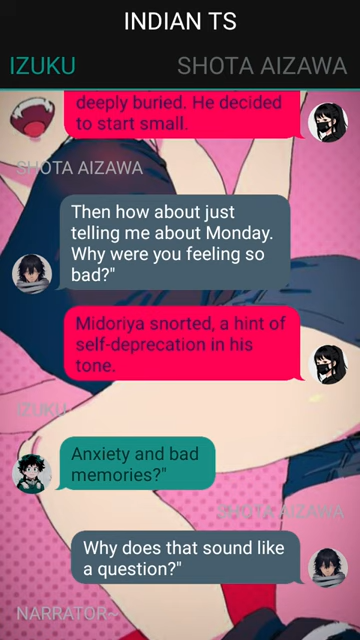 INDIAN TS
IZUKU
SHOTA AIZAWA
deeply buried. He decided
to start small.
SHOTA AIZAWA
Then how about just
telling me about Monday.
Why were you feeling so
bad?"
Midoriya snorted, a hint of
self-deprecation in his
tone.
IZUKU
Anxiety and bad
memories?"
SHOTA AIZAWA
Why does that sound like
a question?"
NARRATOR~